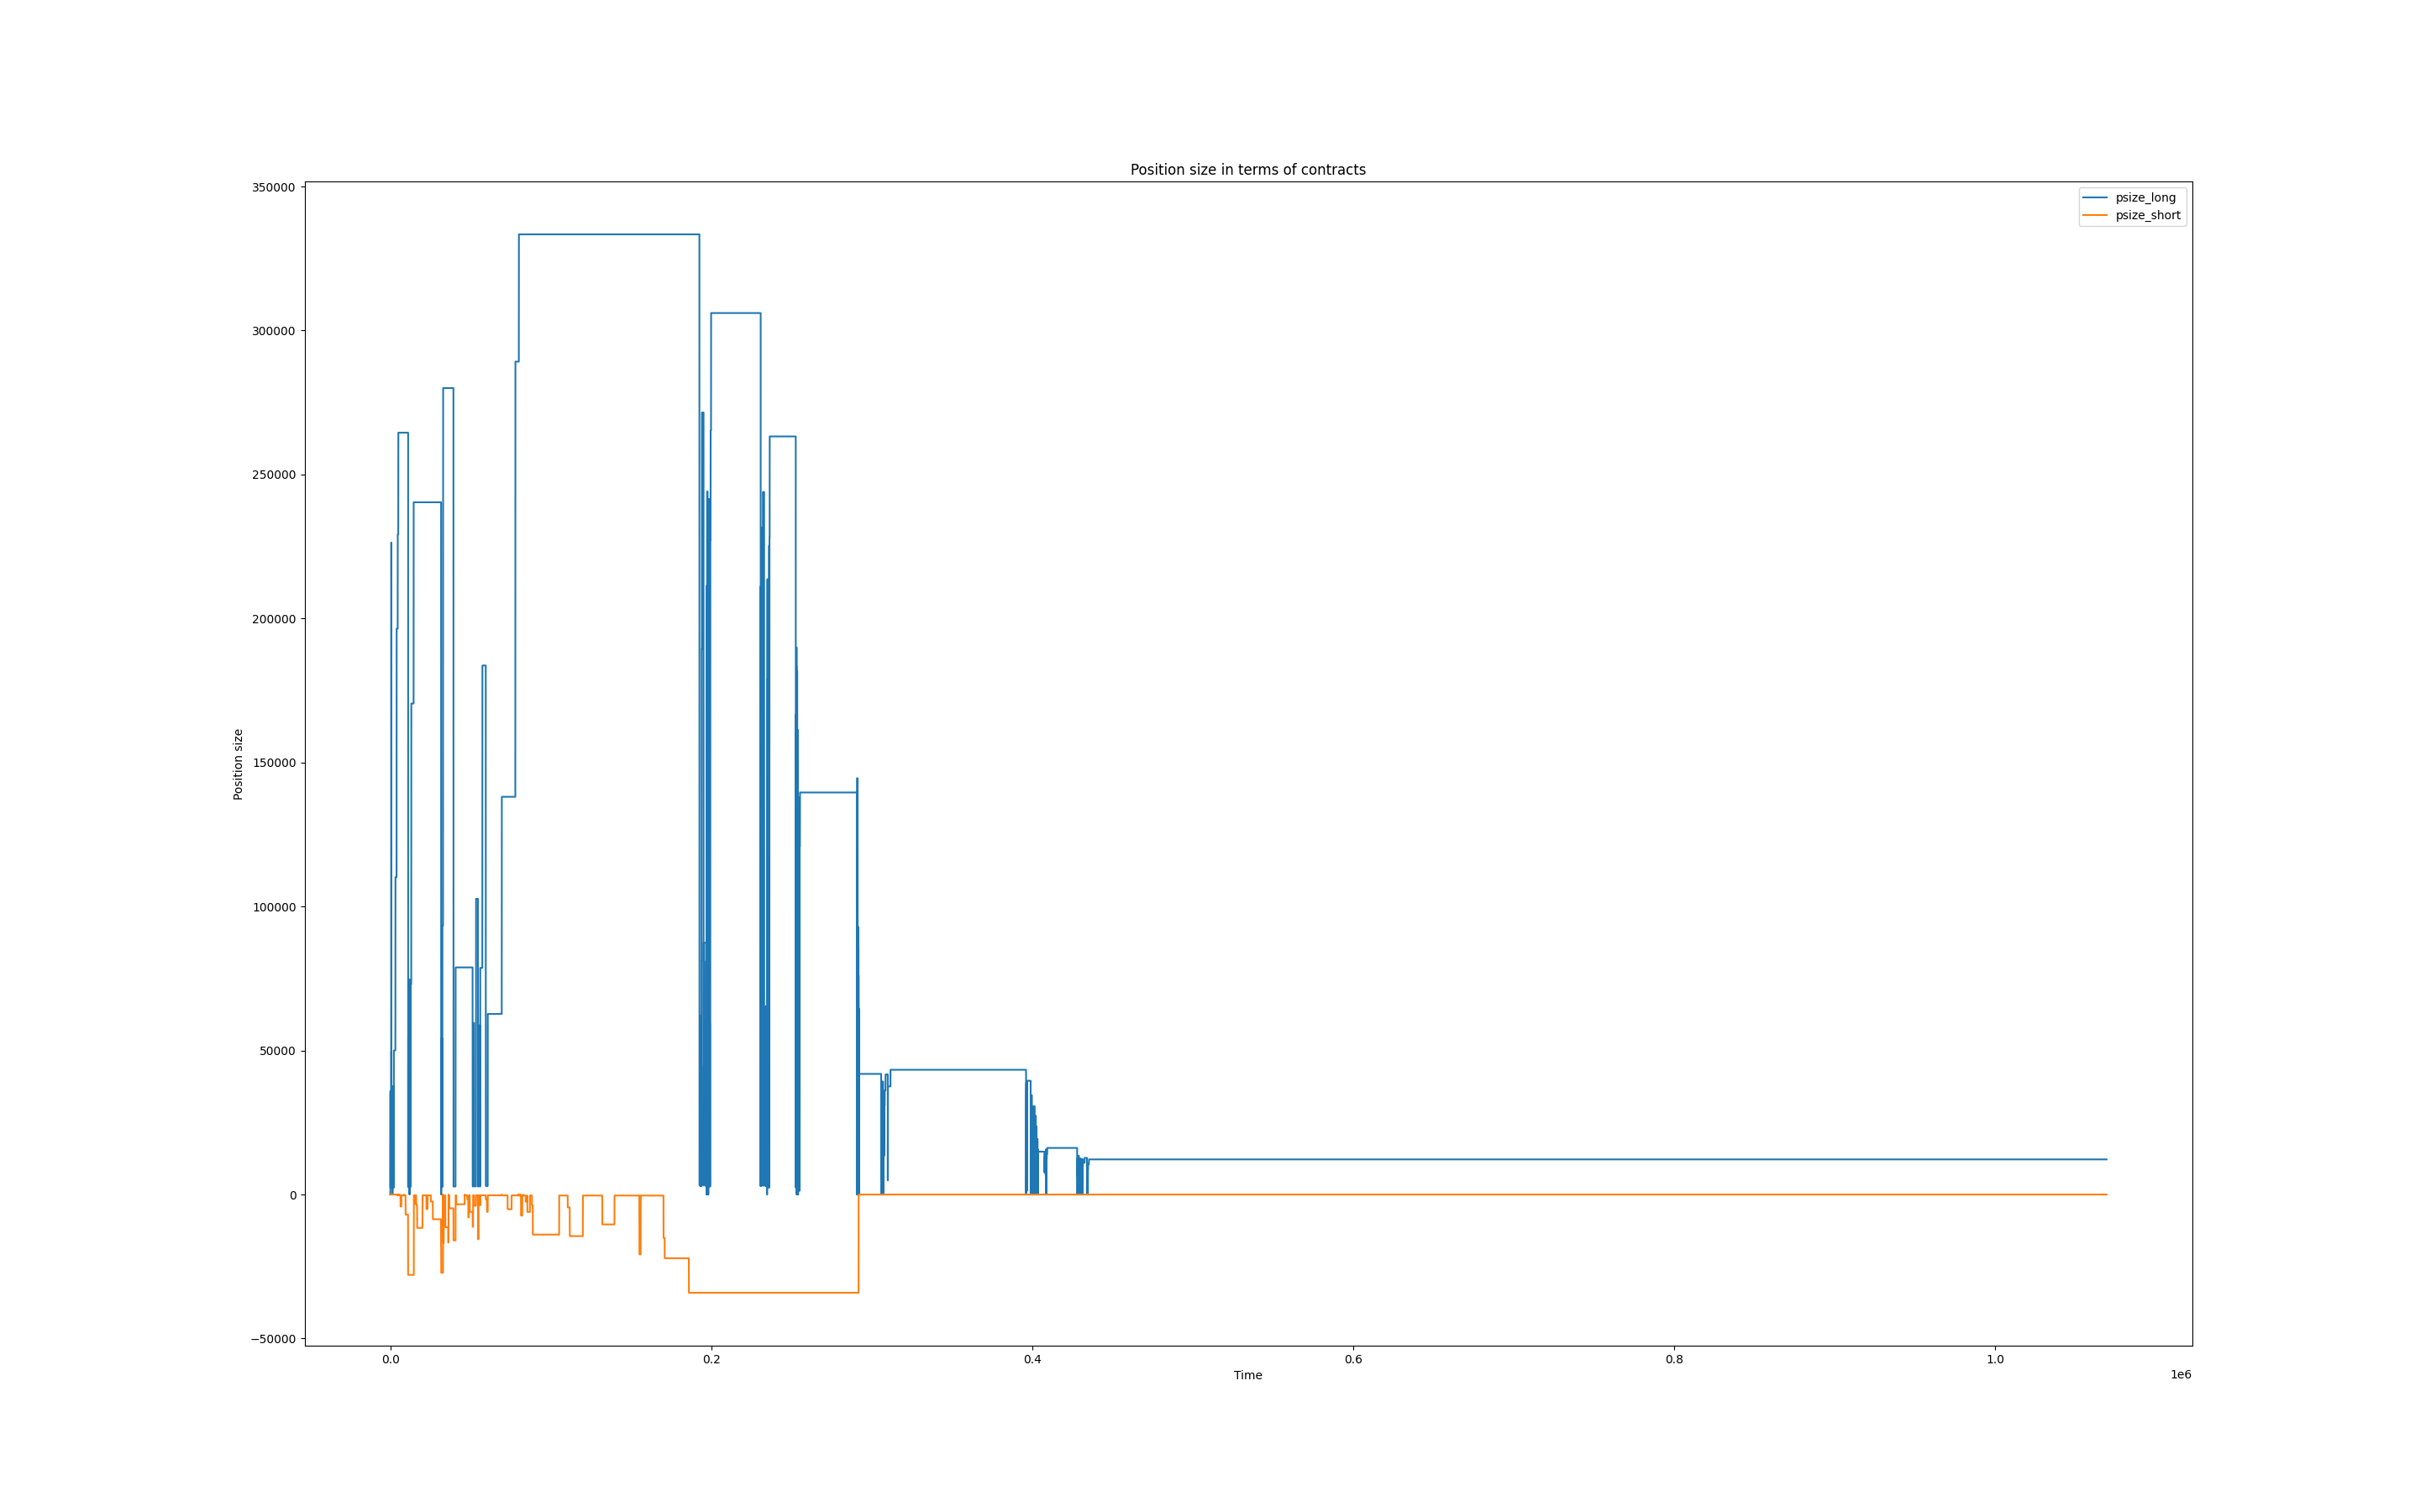 Position size in terms of contracts
psize_long
psize_short
350000
300000
250000
200000
150000
100000
50000
0
−50000
Position size
0.0
0.2
0.4
0.6
0.8
1.0
1e6
Time